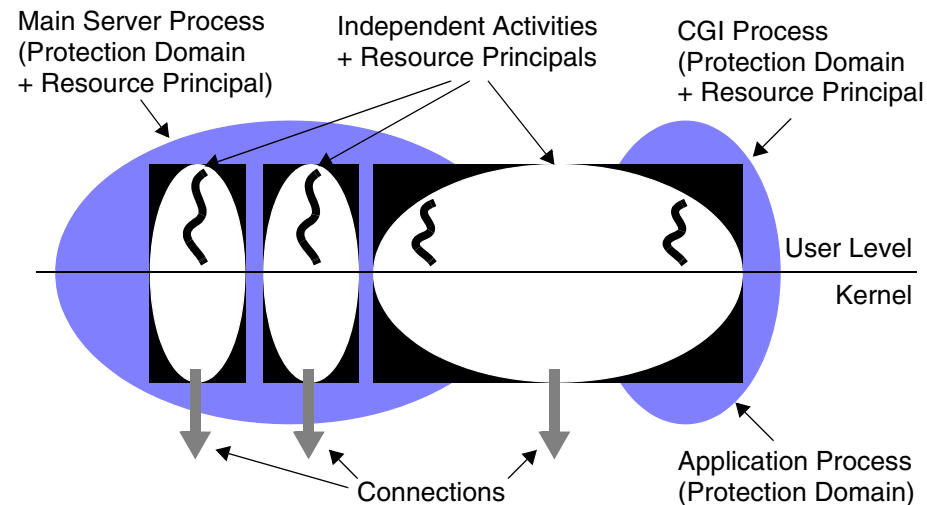 Main Server Process
(Protection Domain
+ Resource Principal)
Independent Activities
+ Resource Principals
CGI Process
(Protection Domain
+ Resource Principal
User Level
Kernel
Connections
Application Process
(Protection Domain)